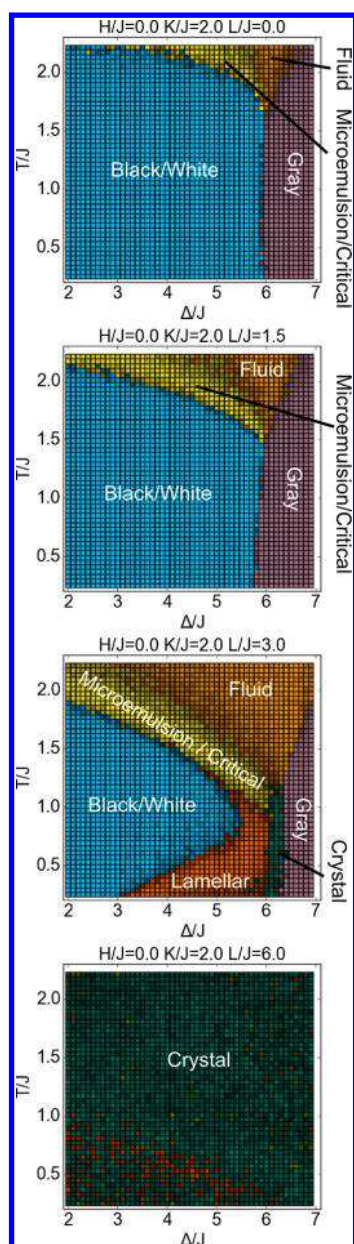 H/J=0.0 K/J=2.0 L/J=0.0
Fluid
Microemulsion/Critical
Black/White
Gray
T/J
2.0
1.5
1.0
0.5
2 3 4 5 6 7
Δ/J
H/J=0.0 K/J=2.0 L/J=1.5
Fluid
Microemulsion/Critical
Black/White
Gray
T/J
2.0
1.5
1.0
0.5
2 3 4 5 6 7
Δ/J
H/J=0.0 K/J=2.0 L/J=3.0
Fluid
Microemulsion / Critical
Black/White
Gray
Lamellar
Crystal
T/J
2.0
1.5
1.0
0.5
2 3 4 5 6 7
Δ/J
H/J=0.0 K/J=2.0 L/J=6.0
Crystal
T/J
2.0
1.5
1.0
0.5
2 3 4 5 6 7
Δ/J